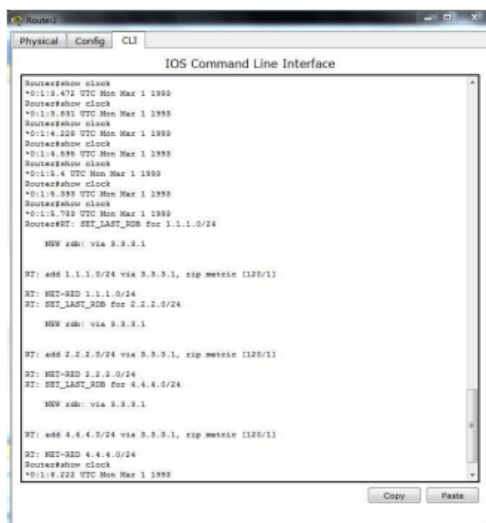 Router2
Physical Config CLI
IOS Command Line Interface
Router#show clock
*0:1:3.472 UTC Mon Mar 1 1993
Router#show clock
*0:1:3.831 UTC Mon Mar 1 1993
Router#show clock
*0:1:4.228 UTC Mon Mar 1 1993
Router#show clock
*0:1:4.595 UTC Mon Mar 1 1993
Router#show clock
*0:1:5.4 UTC Mon Mar 1 1993
Router#show clock
*0:1:5.393 UTC Mon Mar 1 1993
Router#show clock
*0:1:5.783 UTC Mon Mar 1 1993
Router#RT: SET_LAST_RDB for 1.1.1.0/24
NEW rdb: via 3.3.3.1
RT: add 1.1.1.0/24 via 3.3.3.1, rip metric [120/1]
RT: NET-RED 1.1.1.0/24
RT: SET_LAST_RDB for 2.2.2.0/24
NEW rdb: via 3.3.3.1
RT: add 2.2.2.0/24 via 3.3.3.1, rip metric [120/1]
RT: NET-RED 2.2.2.0/24
RT: SET_LAST_RDB for 4.4.4.0/24
NEW rdb: via 3.3.3.1
RT: add 4.4.4.0/24 via 3.3.3.1, rip metric [120/1]
RT: NET-RED 4.4.4.0/24
Router#show clock
*0:1:6.222 UTC Mon Mar 1 1993
Copy Paste